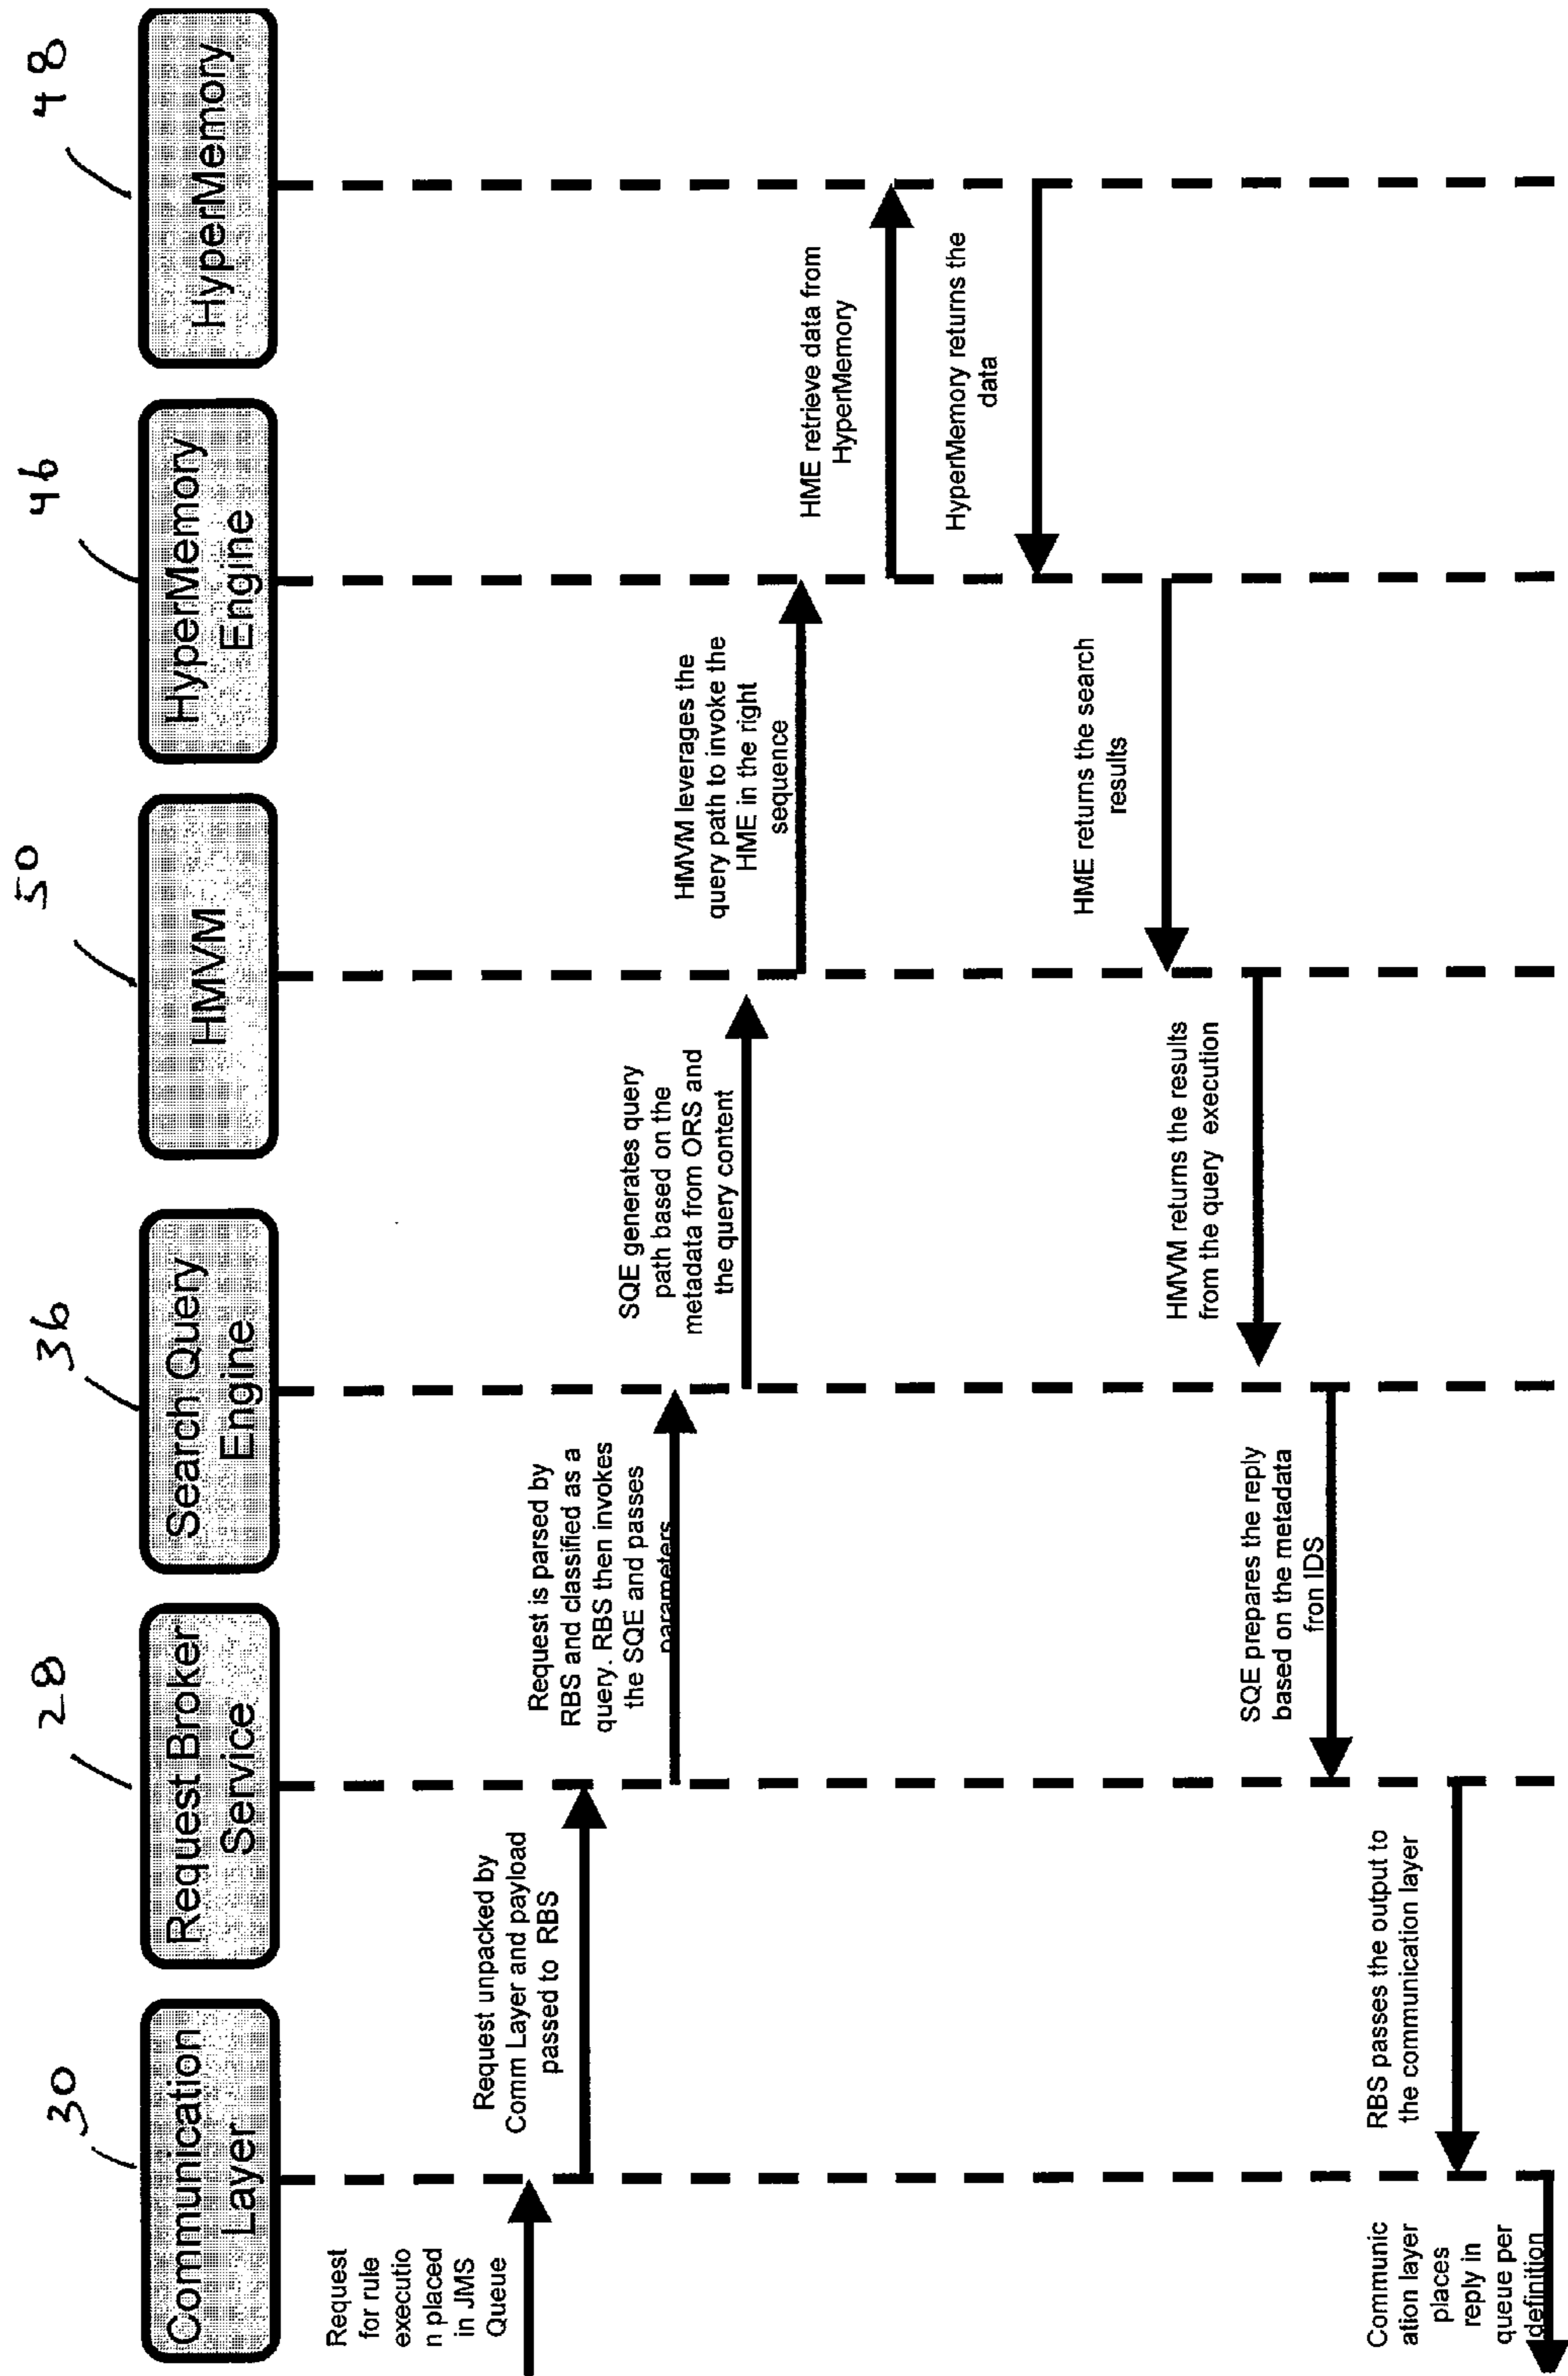 30
Communication
Layer
28
Request Broker
Service
36
Search Query
Engine
50
HMVM
46
HyperMemory
Engine
48
HyperMemory
Request
for rule
executio
n placed
in JMS
Queue
Request unpacked by
Comm Layer and payload
passed to RBS
Request is parsed by
RBS and classified as a
query. RBS then invokes
the SQE and passes
parameters
SQE generates query
path based on the
metadata from ORS and
the query content
HMVM leverages the
query path to invoke the
HME in the right
sequence
HME retrieve data from
HyperMemory
HyperMemory returns the
data
HME returns the search
results
HMVM returns the results
from the query execution
SQE prepares the reply
based on the metadata
fron IDS
RBS passes the output to
the communication layer
Communic
ation layer
places
reply in
queue per
definition